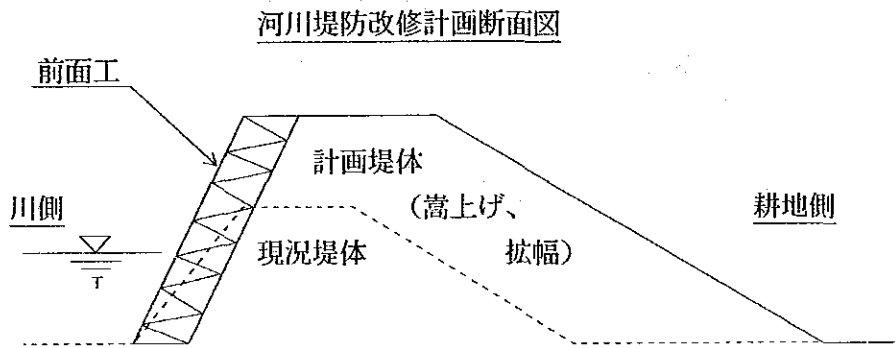 河川堤防改修計画断面図
前面工
計画堤体
(嵩上げ、
拡幅)
川側
耕地側
現況堤体